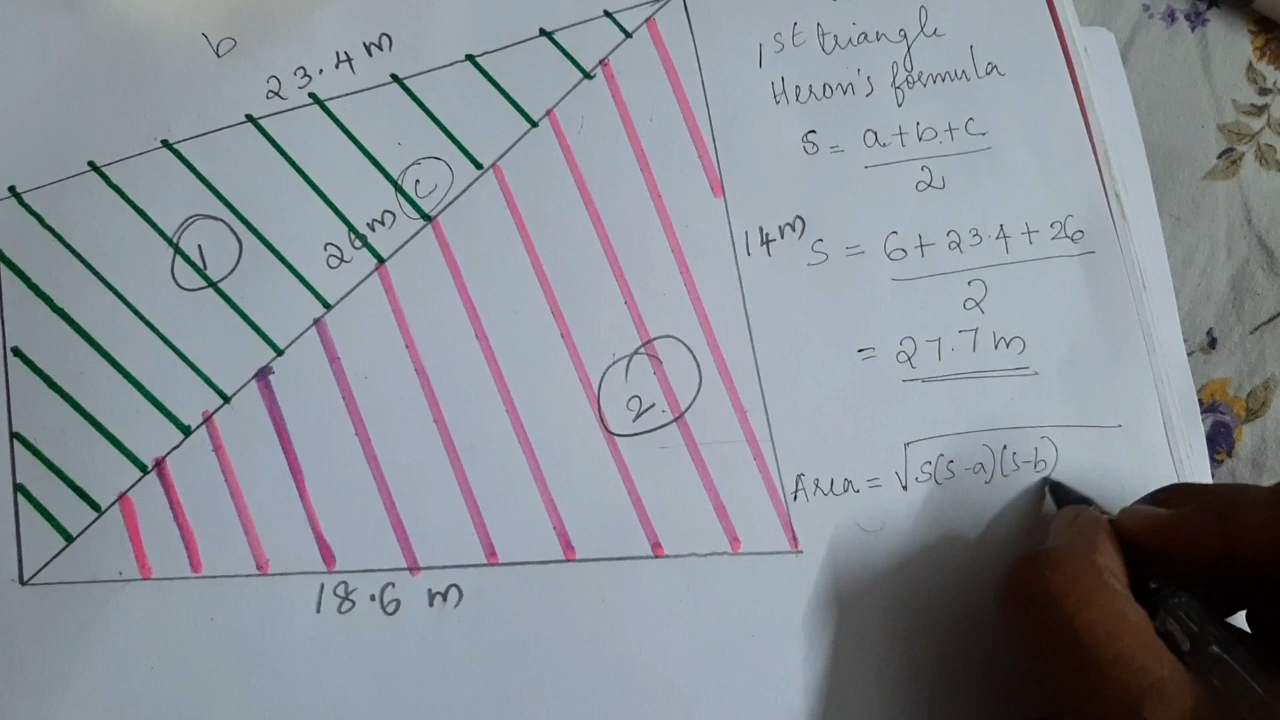 b
23.4 m
1
26 m
c
2.
14 m
18.6 m
1st triangle
Heron's formula
S = a+b+c
2
S = 6+23.4+26
2
= 27.7 m
Area = √S(S-a)(S-b)